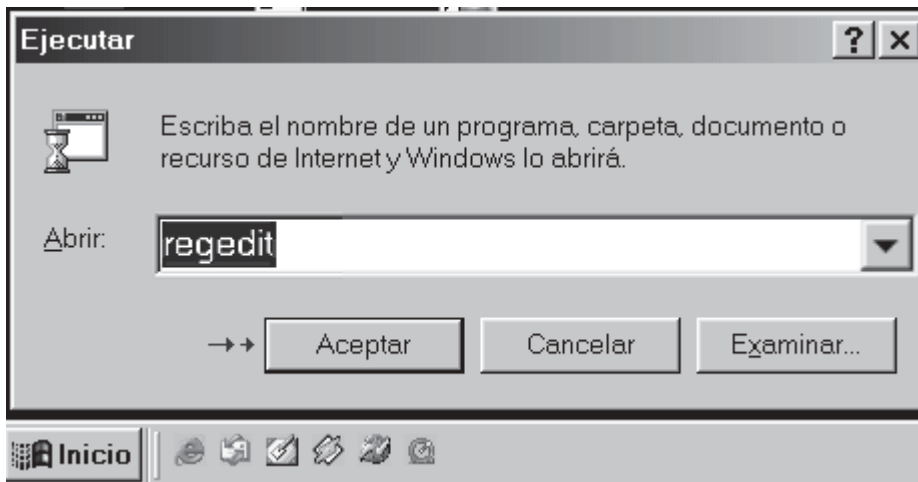 Ejecutar
Escriba el nombre de un programa, carpeta, documento o
recurso de Internet y Windows lo abrirá.
Abrir:
regedit
Aceptar
Cancelar
Examinar...
Inicio